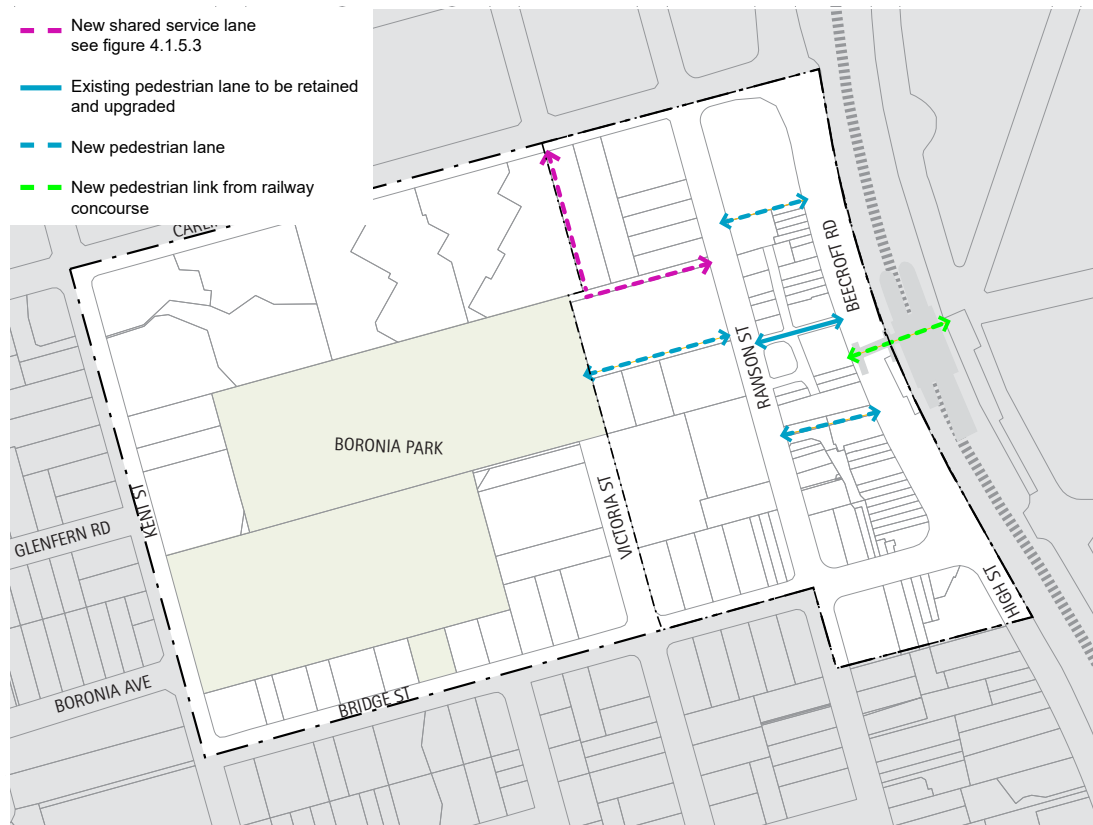 New shared service lane
see figure 4.1.5.3
Existing pedestrian lane to be retained
and upgraded
New pedestrian lane
New pedestrian link from railway
concourse
BEECROFT RD
RAWSON ST
BORONIA PARK
KENT ST
VICTORIA ST
GLENFERN RD
HIGH ST
BORONIA AVE
BRIDGE ST